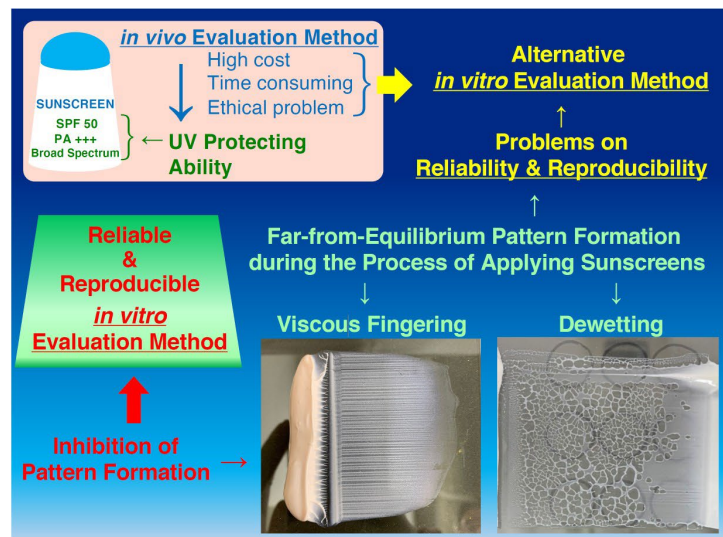 in vivo Evaluation Method
High cost
Time consuming
Ethical problem
SUNSCREEN
SPF 50
PA +++
Broad Spectrum
← UV Protecting
Ability
Alternative
in vitro Evaluation Method
↑
Problems on
Reliability & Reproducibility
↑
Far-from-Equilibrium Pattern Formation
during the Process of Applying Sunscreens
↓ ↓
Viscous Fingering
Dewetting
Reliable
&
Reproducible
in vitro
Evaluation Method
Inhibition of
Pattern Formation →